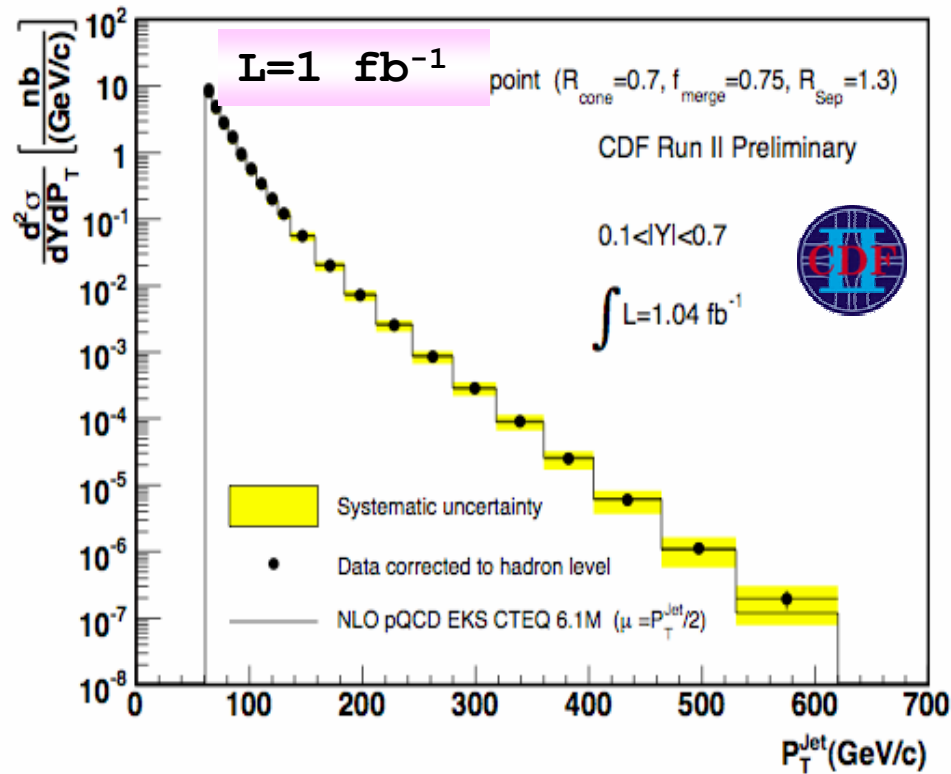 L=1 fb⁻¹
point (R_cone=0.7, f_merge=0.75, R_Sep=1.3)
CDF Run II Preliminary
0.1<|Y|<0.7
∫ L=1.04 fb⁻¹
CDF II
Systematic uncertainty
Data corrected to hadron level
NLO pQCD EKS CTEQ 6.1M (μ=P_T^Jet/2)
d²σ/dYdP_T [nb/(GeV/c)]
10²
10
1
10⁻¹
10⁻²
10⁻³
10⁻⁴
10⁻⁵
10⁻⁶
10⁻⁷
10⁻⁸
0 100 200 300 400 500 600 700
P_T^Jet(GeV/c)